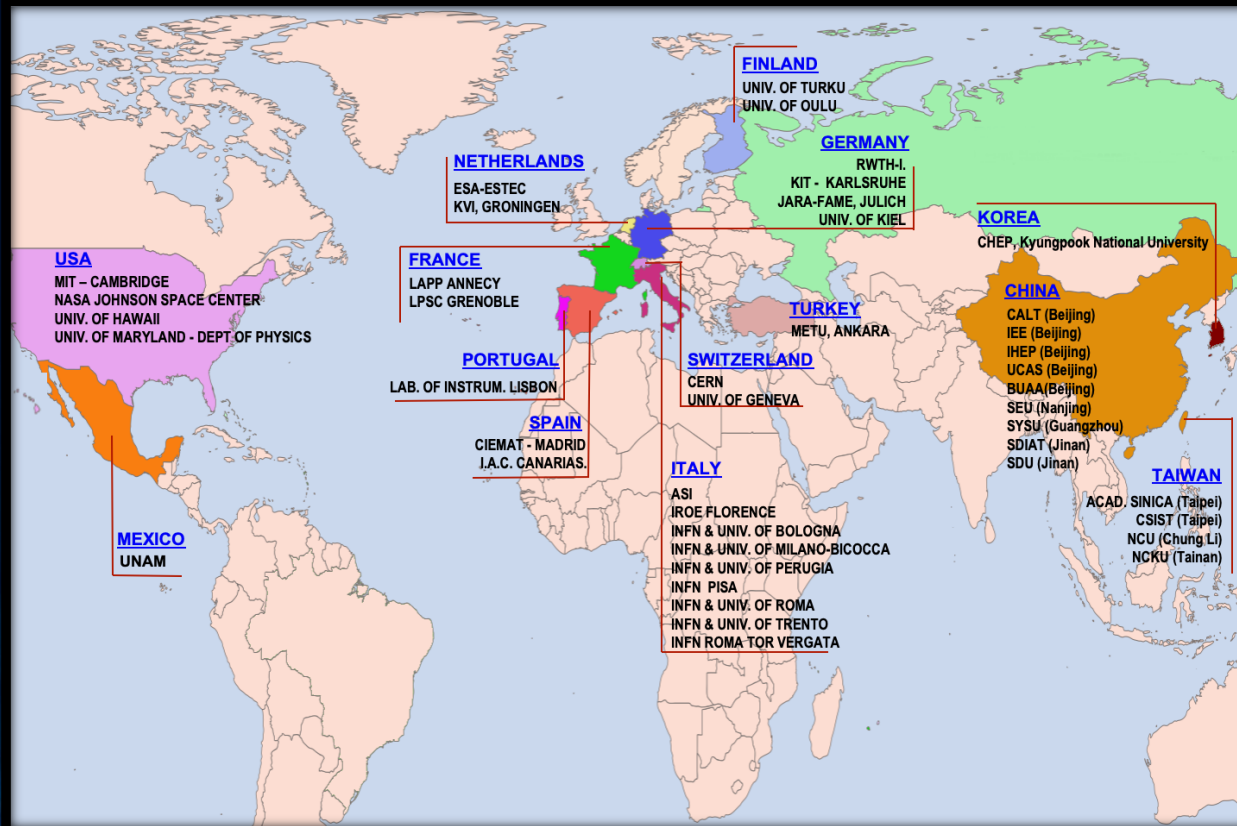 FINLAND
UNIV. OF TURKU
UNIV. OF OULU
GERMANY
RWTH-I.
KIT - KARLSRUHE
JARA-FAME, JULICH
UNIV. OF KIEL
NETHERLANDS
ESA-ESTEC
KVI, GRONINGEN
KOREA
CHEP, Kyungpook National University
USA
MIT – CAMBRIDGE
NASA JOHNSON SPACE CENTER
UNIV. OF HAWAII
UNIV. OF MARYLAND - DEPT OF PHYSICS
FRANCE
LAPP ANNECY
LPSC GRENOBLE
CHINA
CALT (Beijing)
IEE (Beijing)
IHEP (Beijing)
UCAS (Beijing)
BUAA(Beijing)
SEU (Nanjing)
SYSU (Guangzhou)
SDIAT (Jinan)
SDU (Jinan)
TURKEY
METU, ANKARA
PORTUGAL
LAB. OF INSTRUM. LISBON
SWITZERLAND
CERN
UNIV. OF GENEVA
SPAIN
CIEMAT - MADRID
I.A.C. CANARIAS.
ITALY
ASI
IROE FLORENCE
INFN & UNIV. OF BOLOGNA
INFN & UNIV. OF MILANO-BICOCCA
INFN & UNIV. OF PERUGIA
INFN PISA
INFN & UNIV. OF ROMA
INFN & UNIV. OF TRENTO
INFN ROMA TOR VERGATA
TAIWAN
ACAD. SINICA (Taipei)
CSIST (Taipei)
NCU (Chung Li)
NCKU (Tainan)
MEXICO
UNAM